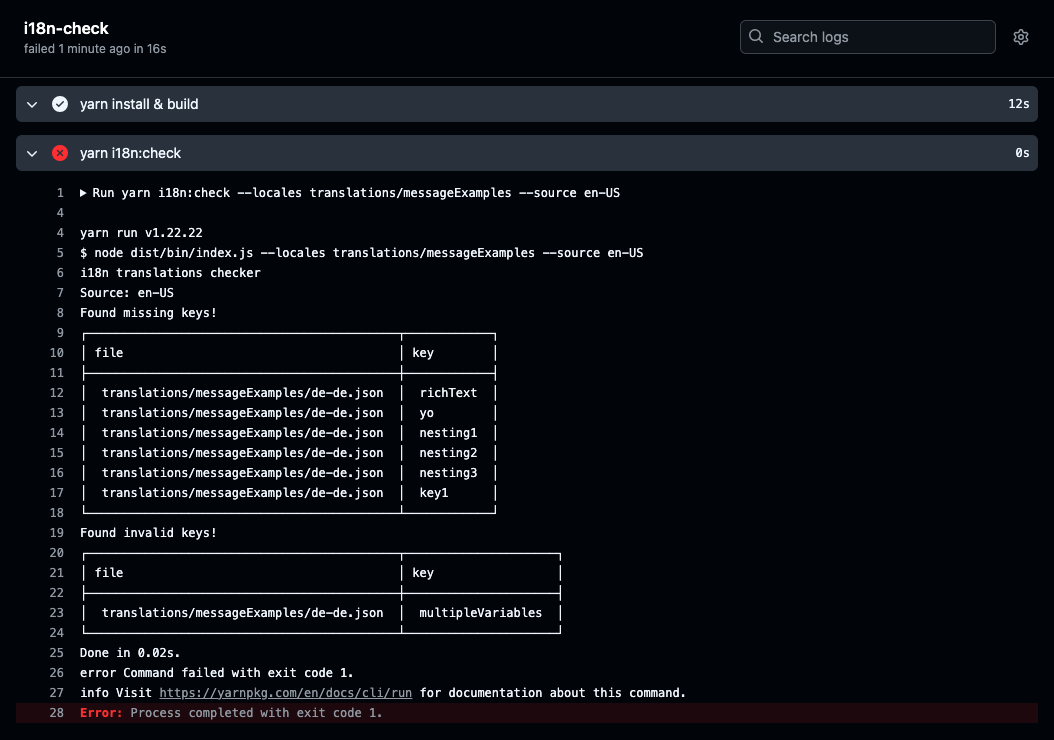 i18n-check
failed 1 minute ago in 16s
Search logs
yarn install & build 12s
yarn i18n:check 0s
1 Run yarn i18n:check --locales translations/messageExamples --source en-US
4
4 yarn run v1.22.22
5 $ node dist/bin/index.js --locales translations/messageExamples --source en-US
6 i18n translations checker
7 Source: en-US
8 Found missing keys!
9
10 file key
11
12 translations/messageExamples/de-de.json richText
13 translations/messageExamples/de-de.json yo
14 translations/messageExamples/de-de.json nesting1
15 translations/messageExamples/de-de.json nesting2
16 translations/messageExamples/de-de.json nesting3
17 translations/messageExamples/de-de.json key1
18
19 Found invalid keys!
20
21 file key
22
23 translations/messageExamples/de-de.json multipleVariables
24
25 Done in 0.02s.
26 error Command failed with exit code 1.
27 info Visit https://yarnpkg.com/en/docs/cli/run for documentation about this command.
28 Error: Process completed with exit code 1.